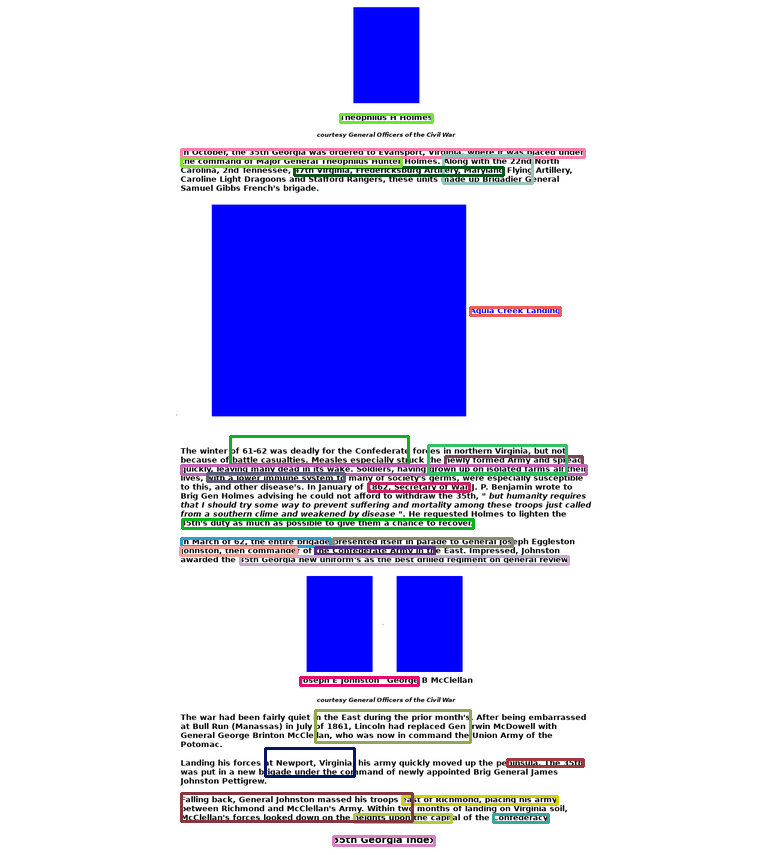 Theophilus H Holmes
courtesy General Officers of the Civil War
In October, the 35th Georgia was ordered to Evansport, Virginia, where it was placed under
the command of Major General Theophilus Hunter Holmes. Along with the 22nd North
Carolina, 2nd Tennessee, 47th Virginia, Fredericksburg Artillery, Maryland Flying Artillery,
Caroline Light Dragoons and Stafford Rangers, these units made up Brigadier General
Samuel Gibbs French's brigade.
Aquia Creek Landing
The winter of 61-62 was deadly for the Confederate forces in northern Virginia, but not
because of battle casualties. Measles especially struck the newly formed Army and spread
quickly, leaving many dead in its wake. Soldiers, having grown up on isolated farms all their
lives, with a lower immune system to many of society's germs, were especially susceptible
to this, and other disease's. In January of 1862, Secretary of War J. P. Benjamin wrote to
Brig Gen Holmes advising he could not afford to withdraw the 35th, " but humanity requires
that I should try some way to prevent suffering and mortality among these troops just called
from a southern clime and weakened by disease ". He requested Holmes to lighten the
35th's duty as much as possible to give them a chance to recover.
In March of 62, the entire brigade presented itself in parade to General Joseph Eggleston
Johnston, then commander of the Confederate Army in the East. Impressed, Johnston
awarded the 35th Georgia new uniform's as the best drilled regiment on general review.
Joseph E Johnston George B McClellan
courtesy General Officers of the Civil War
The war had been fairly quiet in the East during the prior month's. After being embarrassed
at Bull Run (Manassas) in July of 1861, Lincoln had replaced Gen Irwin McDowell with
General George Brinton McClellan, who was now in command the Union Army of the
Potomac.
Landing his forces at Newport, Virginia, his army quickly moved up the peninsula. The 35th
was put in a new brigade under the command of newly appointed Brig General James
Johnston Pettigrew.
Falling back, General Johnston massed his troops East of Richmond, placing his army
between Richmond and McClellan's Army. Within two months of landing on Virginia soil,
McClellan's forces looked down on the heights upon the capital of the Confederacy.
35th Georgia Index